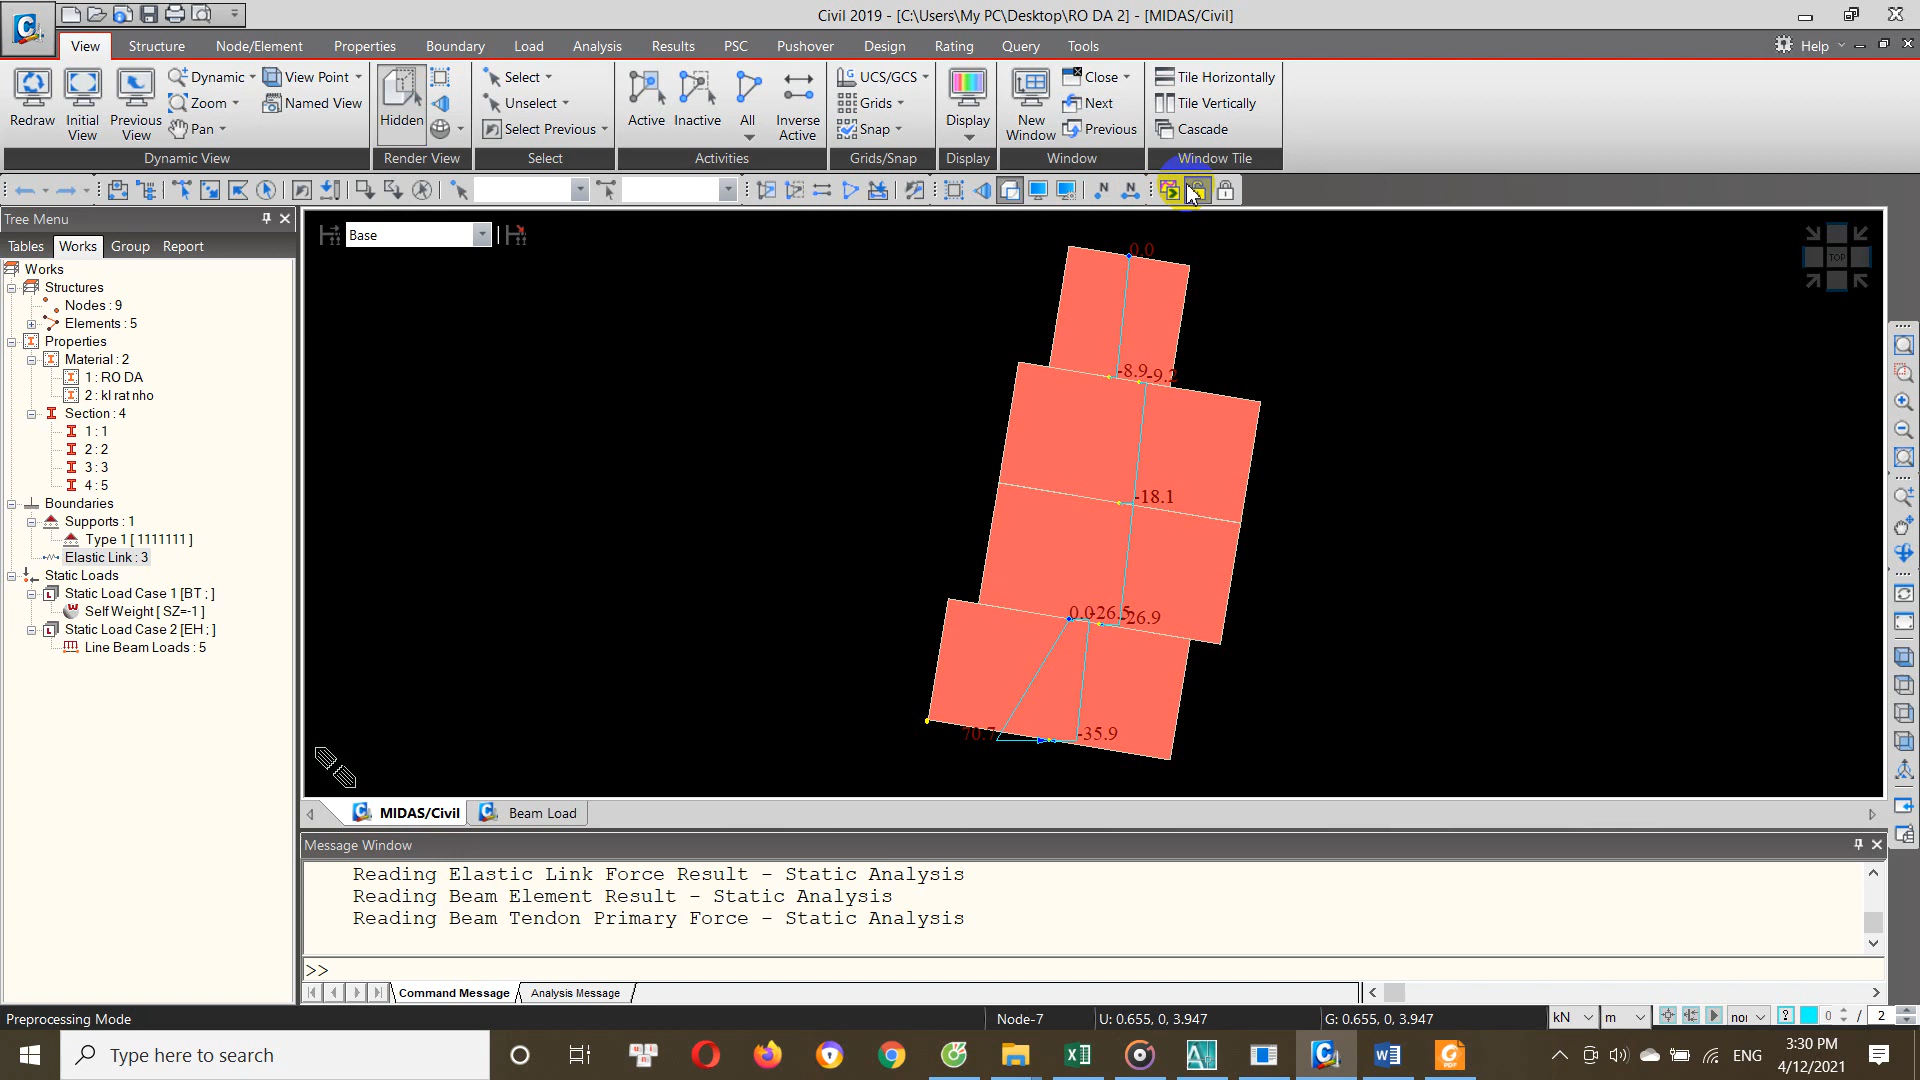 Civil 2019 - [C:\Users\My PC\Desktop\RO DA 2] - [MIDAS/Civil]
View Structure Node/Element Properties Boundary Load Analysis Results PSC Pushover Design Rating Query Tools Help
Dynamic View Point Select UCS/GCS Close Tile Horizontally
Zoom Named View Unselect Grids Next Tile Vertically
Redraw Initial View Previous View Pan Hidden Select Previous Active Inactive All Inverse Active Snap Display New Window Previous Cascade
Dynamic View Render View Select Activities Grids/Snap Display Window Window Tile
Tree Menu
Tables Works Group Report
Base
Works
Structures
Nodes : 9
Elements : 5
Properties
Material : 2
1 : RO DA
2 : kl rat nho
Section : 4
1 : 1
2 : 2
3 : 3
4 : 5
Boundaries
Supports : 1
Type 1 [ 1111111 ]
Elastic Link : 3
Static Loads
Static Load Case 1 [BT ; ]
Self Weight [ SZ=-1 ]
Static Load Case 2 [EH ; ]
Line Beam Loads : 5
0.0
-8.9 -9.2
-18.1
0.0 -26.5 -26.9
70.7 -35.9
TOP
MIDAS/Civil Beam Load
Message Window
Reading Elastic Link Force Result - Static Analysis
Reading Beam Element Result - Static Analysis
Reading Beam Tendon Primary Force - Static Analysis
>>
Command Message Analysis Message
Preprocessing Mode Node-7 U: 0.655, 0, 3.947 G: 0.655, 0, 3.947 kN m nor 0 / 2
Type here to search
ENG
3:30 PM
4/12/2021